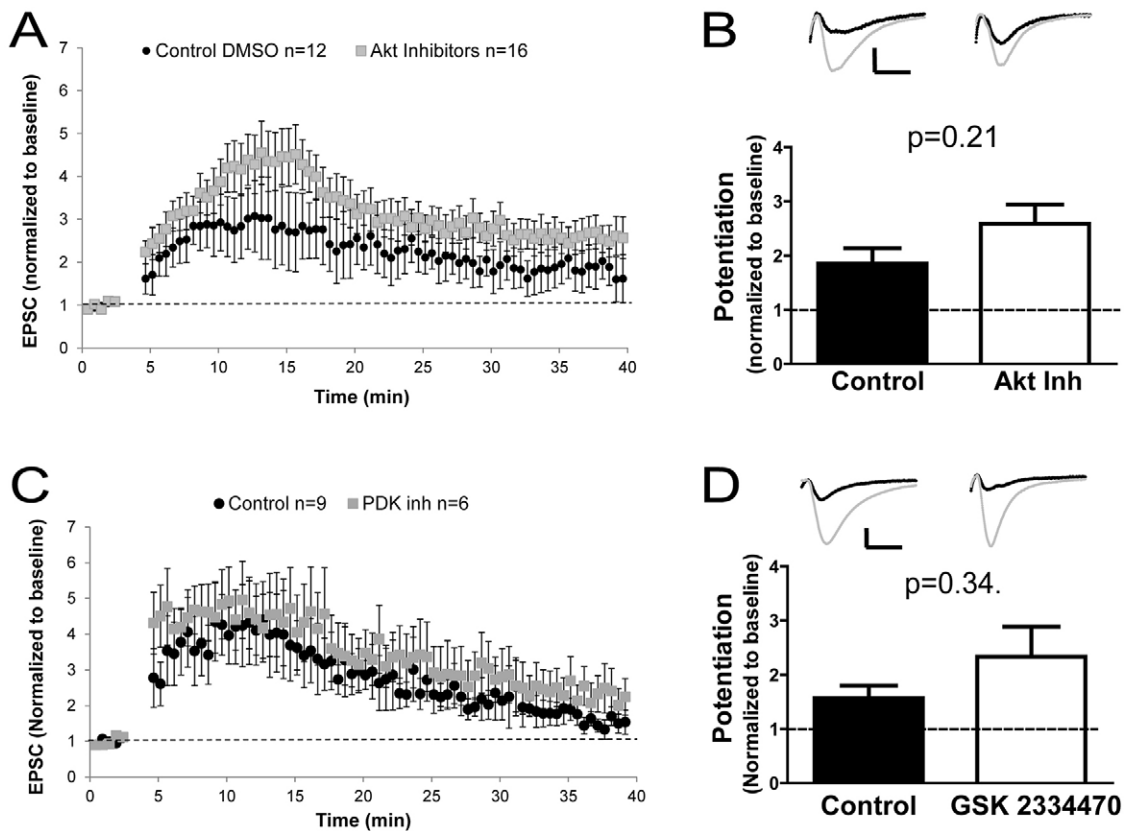 A
Control DMSO n=12 Akt Inhibitors n=16
EPSC (normalized to baseline)
7
6
5
4
3
2
1
0
0 5 10 15 20 25 30 35 40
Time (min)
B
p=0.21
Potentiation
(normalized to baseline)
4
3
2
1
0
Control Akt Inh
C
Control n=9 PDK inh n=6
EPSC (Normalized to baseline)
7
6
5
4
3
2
1
0
0 5 10 15 20 25 30 35 40
Time (min)
D
p=0.34.
Potentiation
(Normalized to baseline)
4
3
2
1
0
Control GSK 2334470